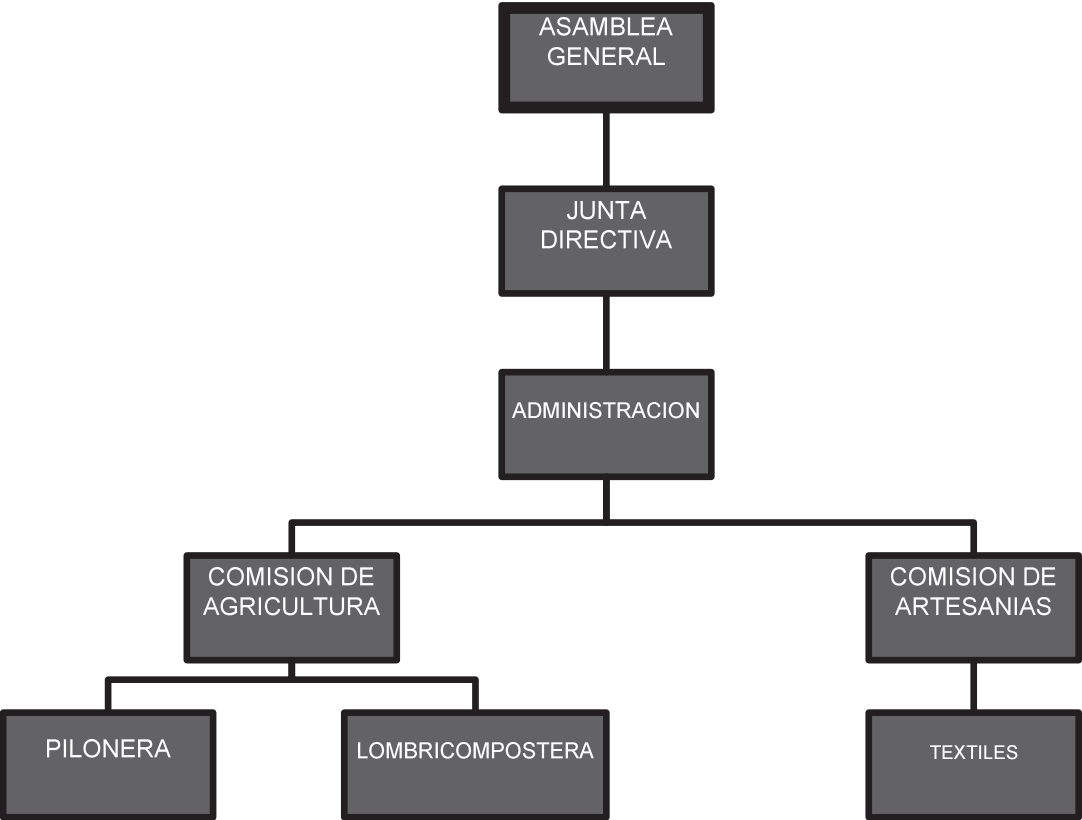 ASAMBLEA
GENERAL
JUNTA
DIRECTIVA
ADMINISTRACION
COMISION DE
AGRICULTURA
COMISION DE
ARTESANIAS
PILONERA
LOMBRICOMPOSTERA
TEXTILES